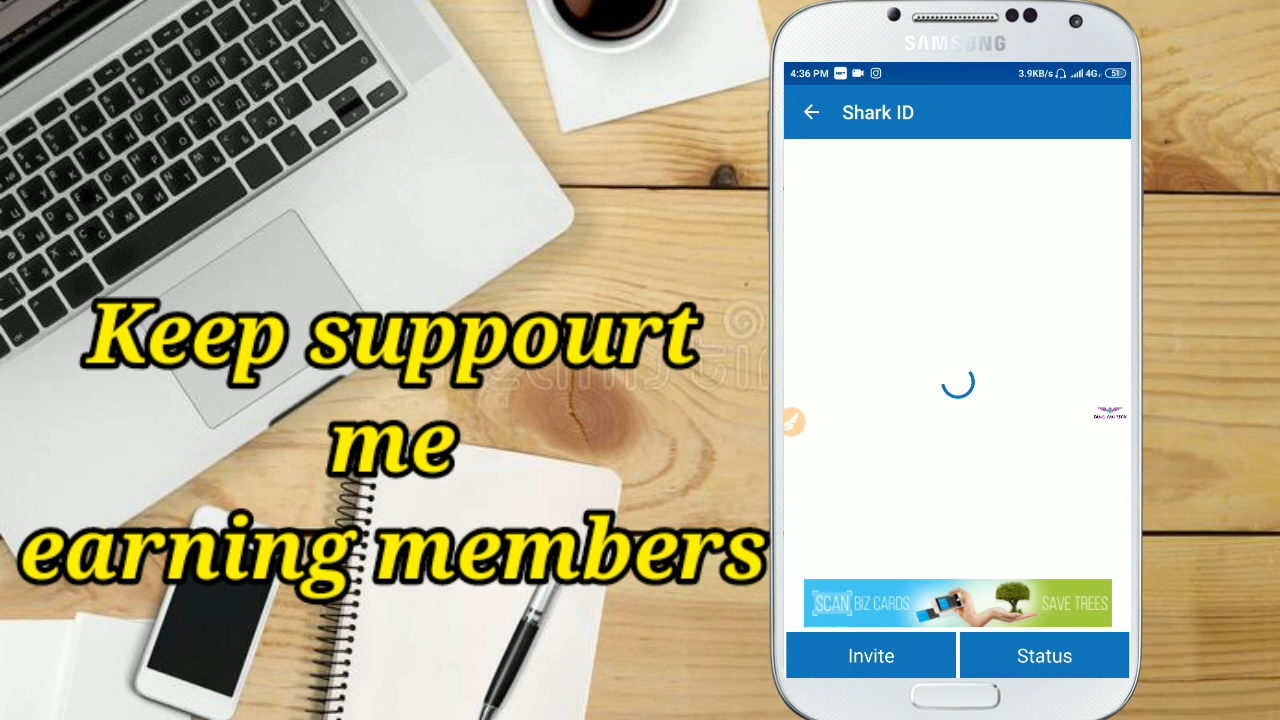 Keep suppourt
me
earning members
SAMSUNG
4:36 PM
3.9KB/s 4G 51
Shark ID
SCAN BIZ CARDS SAVE TREES
Invite Status